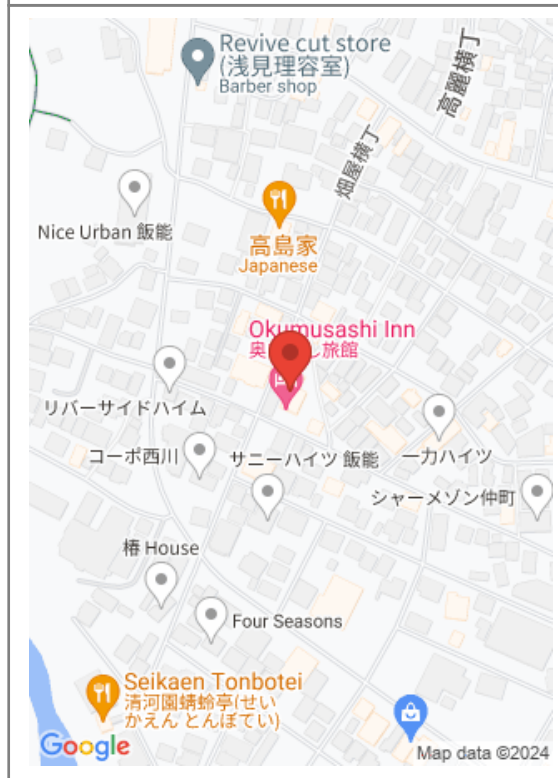 Revive cut store
(浅見理容室)
Barber shop
高麗横丁
畑屋横丁
Nice Urban 飯能
高島家
Japanese
Okumusashi Inn
奥
し旅館
リバーサイドハイム
コーポ西川
サニーハイツ 飯能
一力ハイツ
シャーメゾン仲町
椿 House
Four Seasons
Seikaen Tonbotei
清河園蜻蛉亭(せい
かえん とんぼてい)
Google
Map data ©2024